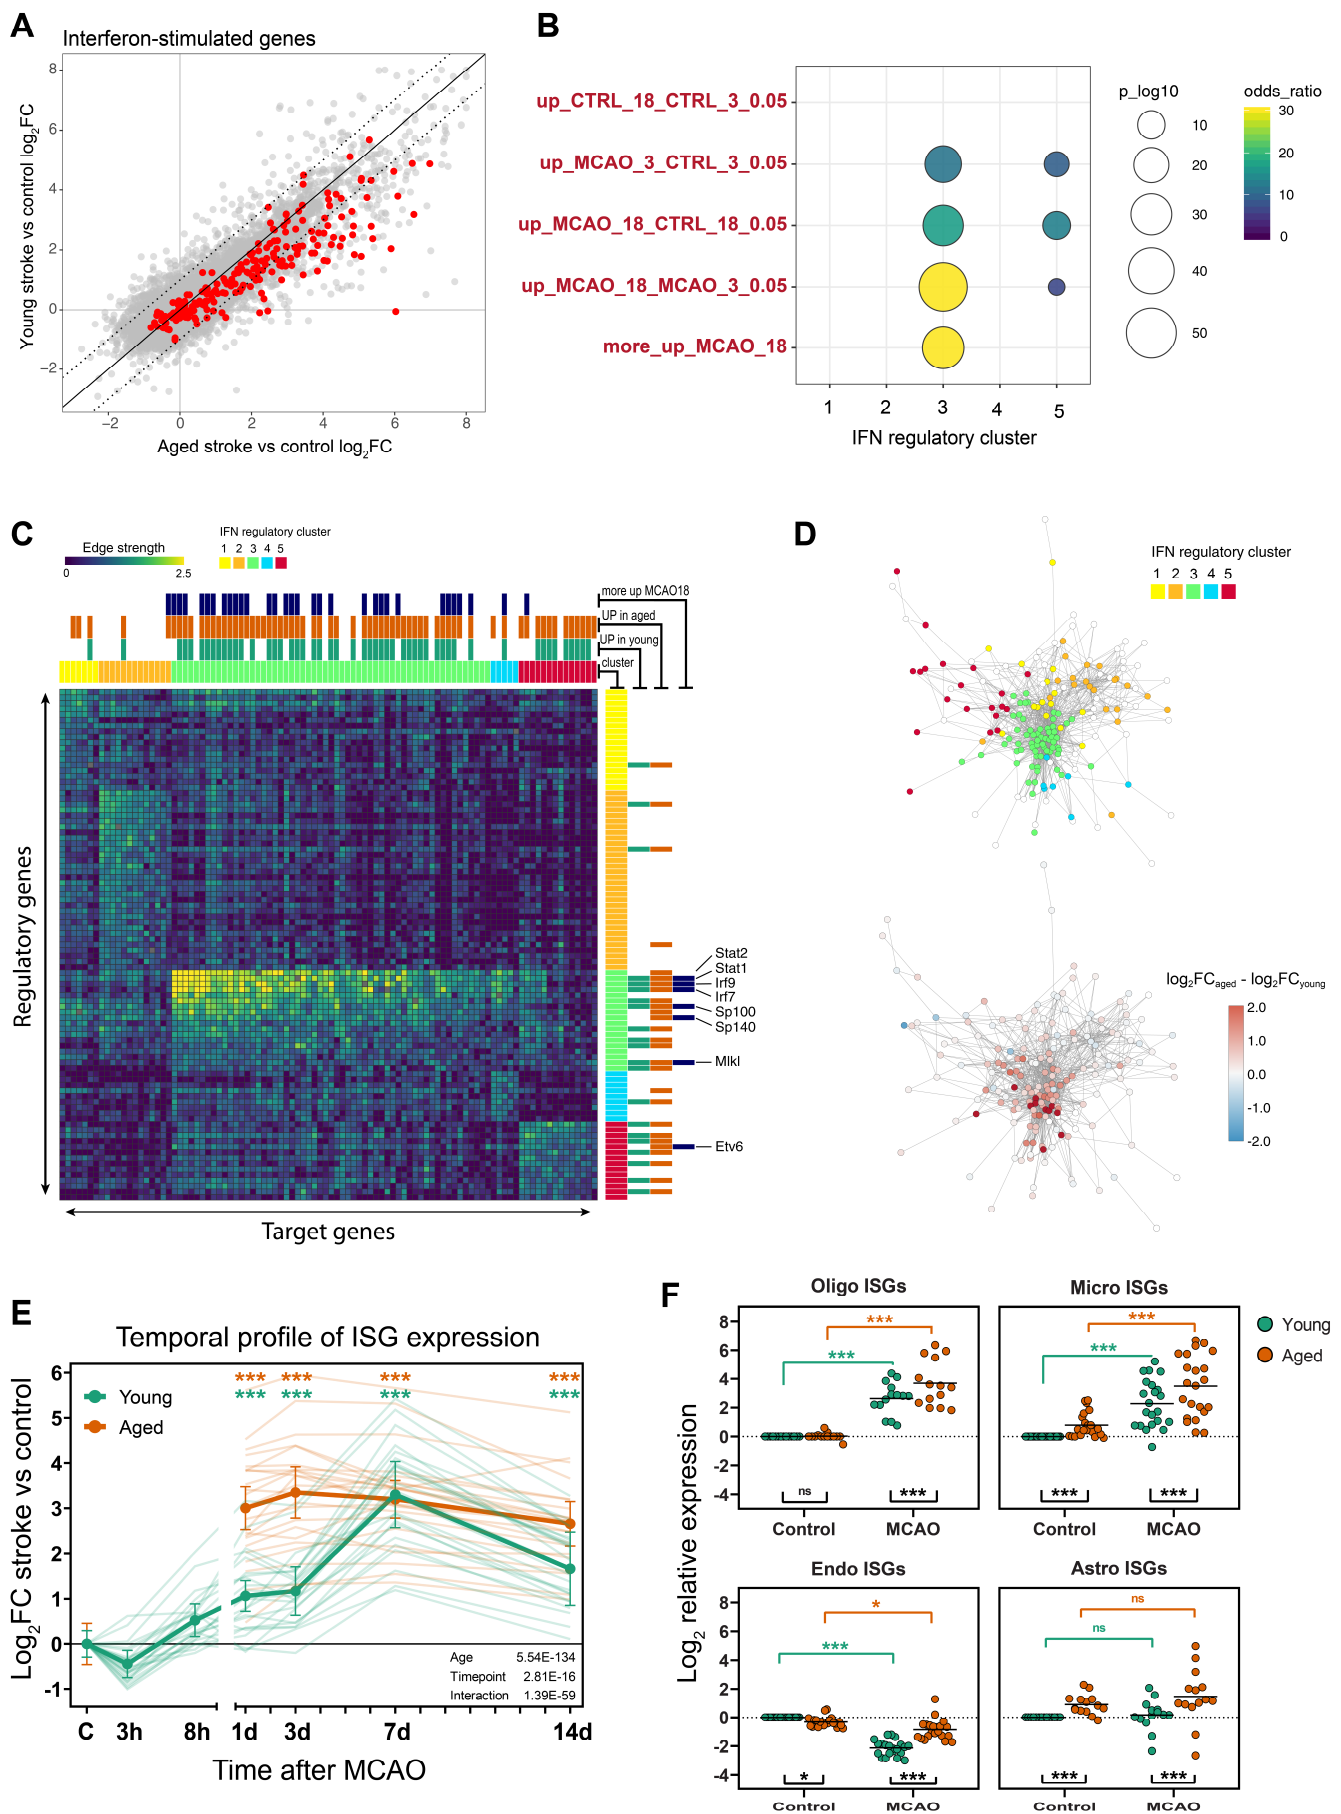 A
Interferon-stimulated genes
Young stroke vs control log2FC
8
6
4
2
0
−2
−2 0 2 4 6 8
Aged stroke vs control log2FC
B
up_CTRL_18_CTRL_3_0.05
up_MCAO_3_CTRL_3_0.05
up_MCAO_18_CTRL_18_0.05
up_MCAO_18_MCAO_3_0.05
more_up_MCAO_18
1 2 3 4 5
IFN regulatory cluster
p_log10
10
20
30
40
50
odds_ratio
30
20
10
0
C
Edge strength
0 2.5
IFN regulatory cluster
1 2 3 4 5
more up MCAO18
UP in aged
UP in young
cluster
Regulatory genes
Target genes
Stat2
Stat1
Irf9
Irf7
Sp100
Sp140
Mlkl
Etv6
D
IFN regulatory cluster
1 2 3 4 5
log2FCaged - log2FCyoung
2.0
1.0
0.0
-1.0
-2.0
E
Temporal profile of ISG expression
Log2FC stroke vs control
6
5
4
3
2
1
0
-1
Young
Aged
*** *** *** ***
*** *** *** ***
Age 5.54E-134
Timepoint 2.81E-16
Interaction 1.39E-59
C 3h 8h 1d 3d 7d 14d
Time after MCAO
F
Log2 relative expression
Oligo ISGs
8
6
4
2
0
-2
-4
***
***
ns
***
Control MCAO
Micro ISGs
***
***
***
***
Control MCAO
Young
Aged
Endo ISGs
8
6
4
2
0
-2
-4
*
***
*
***
Control MCAO
Astro ISGs
ns
ns
***
***
Control MCAO